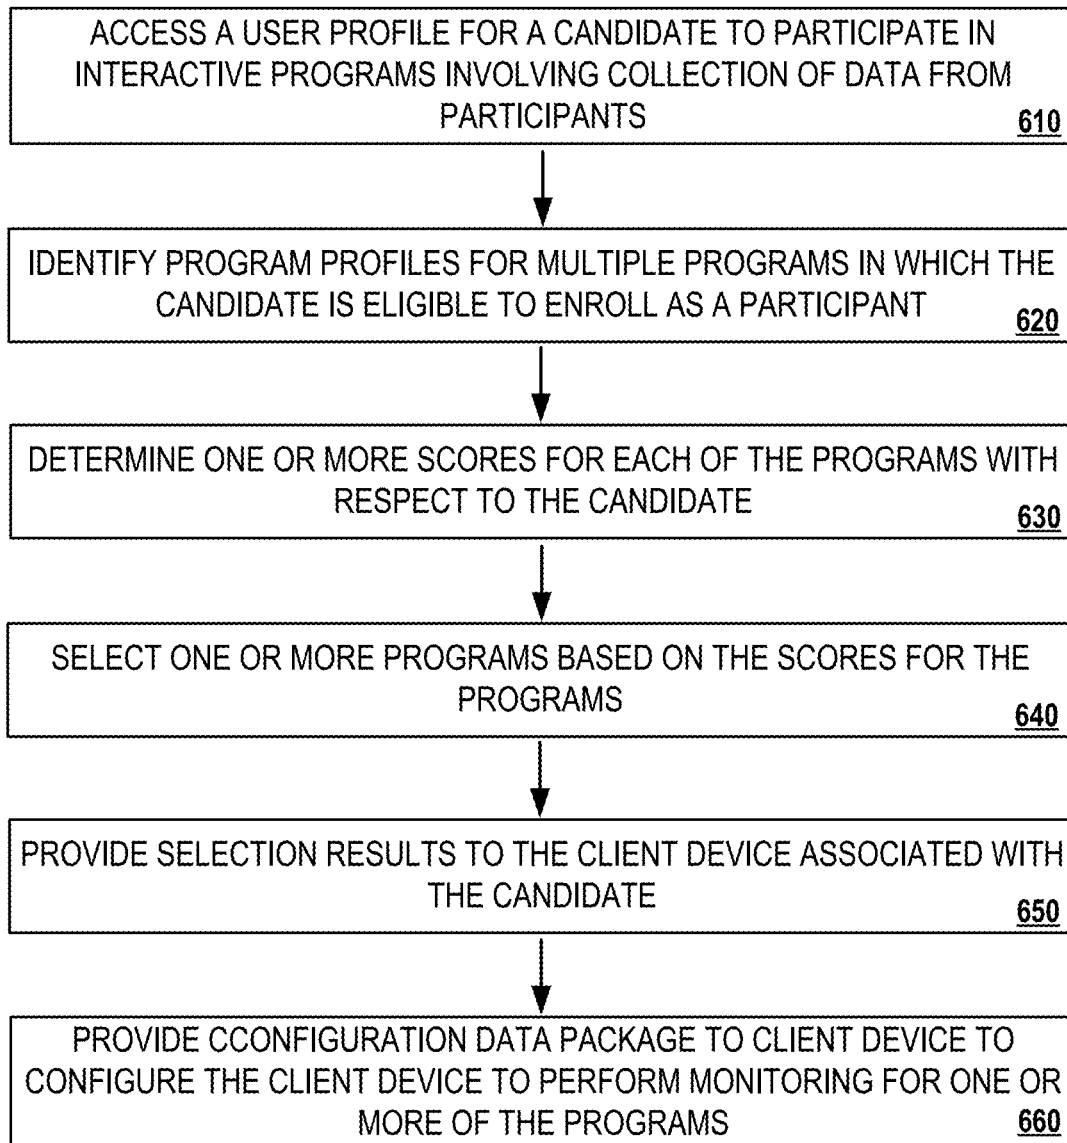 ACCESS A USER PROFILE FOR A CANDIDATE TO PARTICIPATE IN
INTERACTIVE PROGRAMS INVOLVING COLLECTION OF DATA FROM
PARTICIPANTS
610
IDENTIFY PROGRAM PROFILES FOR MULTIPLE PROGRAMS IN WHICH THE
CANDIDATE IS ELIGIBLE TO ENROLL AS A PARTICIPANT
620
DETERMINE ONE OR MORE SCORES FOR EACH OF THE PROGRAMS WITH
RESPECT TO THE CANDIDATE
630
SELECT ONE OR MORE PROGRAMS BASED ON THE SCORES FOR THE
PROGRAMS
640
PROVIDE SELECTION RESULTS TO THE CLIENT DEVICE ASSOCIATED WITH
THE CANDIDATE
650
PROVIDE CCONFIGURATION DATA PACKAGE TO CLIENT DEVICE TO
CONFIGURE THE CLIENT DEVICE TO PERFORM MONITORING FOR ONE OR
MORE OF THE PROGRAMS
660